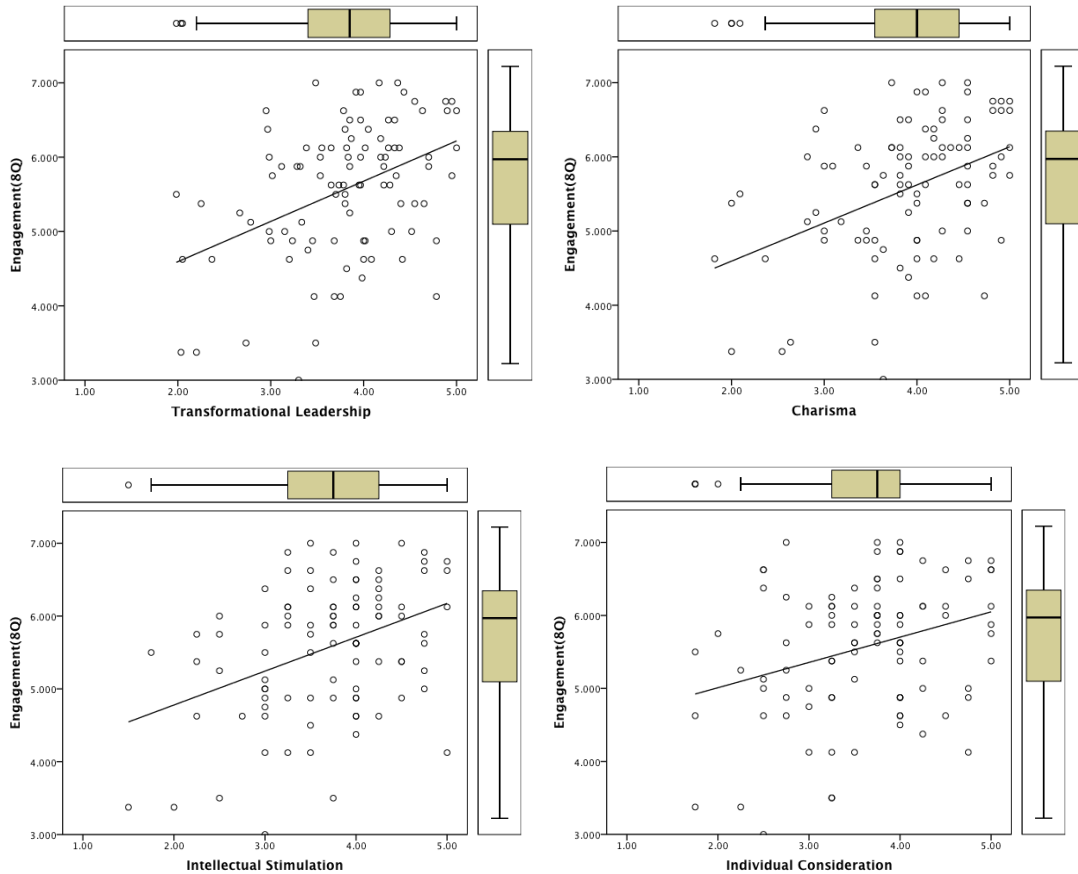 7.000
6.000
5.000
4.000
3.000
Engagement(8Q)
1.00 2.00 3.00 4.00 5.00
Transformational Leadership
7.000
6.000
5.000
4.000
3.000
Engagement(8Q)
1.00 2.00 3.00 4.00 5.00
Charisma
7.000
6.000
5.000
4.000
3.000
Engagement(8Q)
1.00 2.00 3.00 4.00 5.00
Intellectual Stimulation
7.000
6.000
5.000
4.000
3.000
Engagement(8Q)
1.00 2.00 3.00 4.00 5.00
Individual Consideration